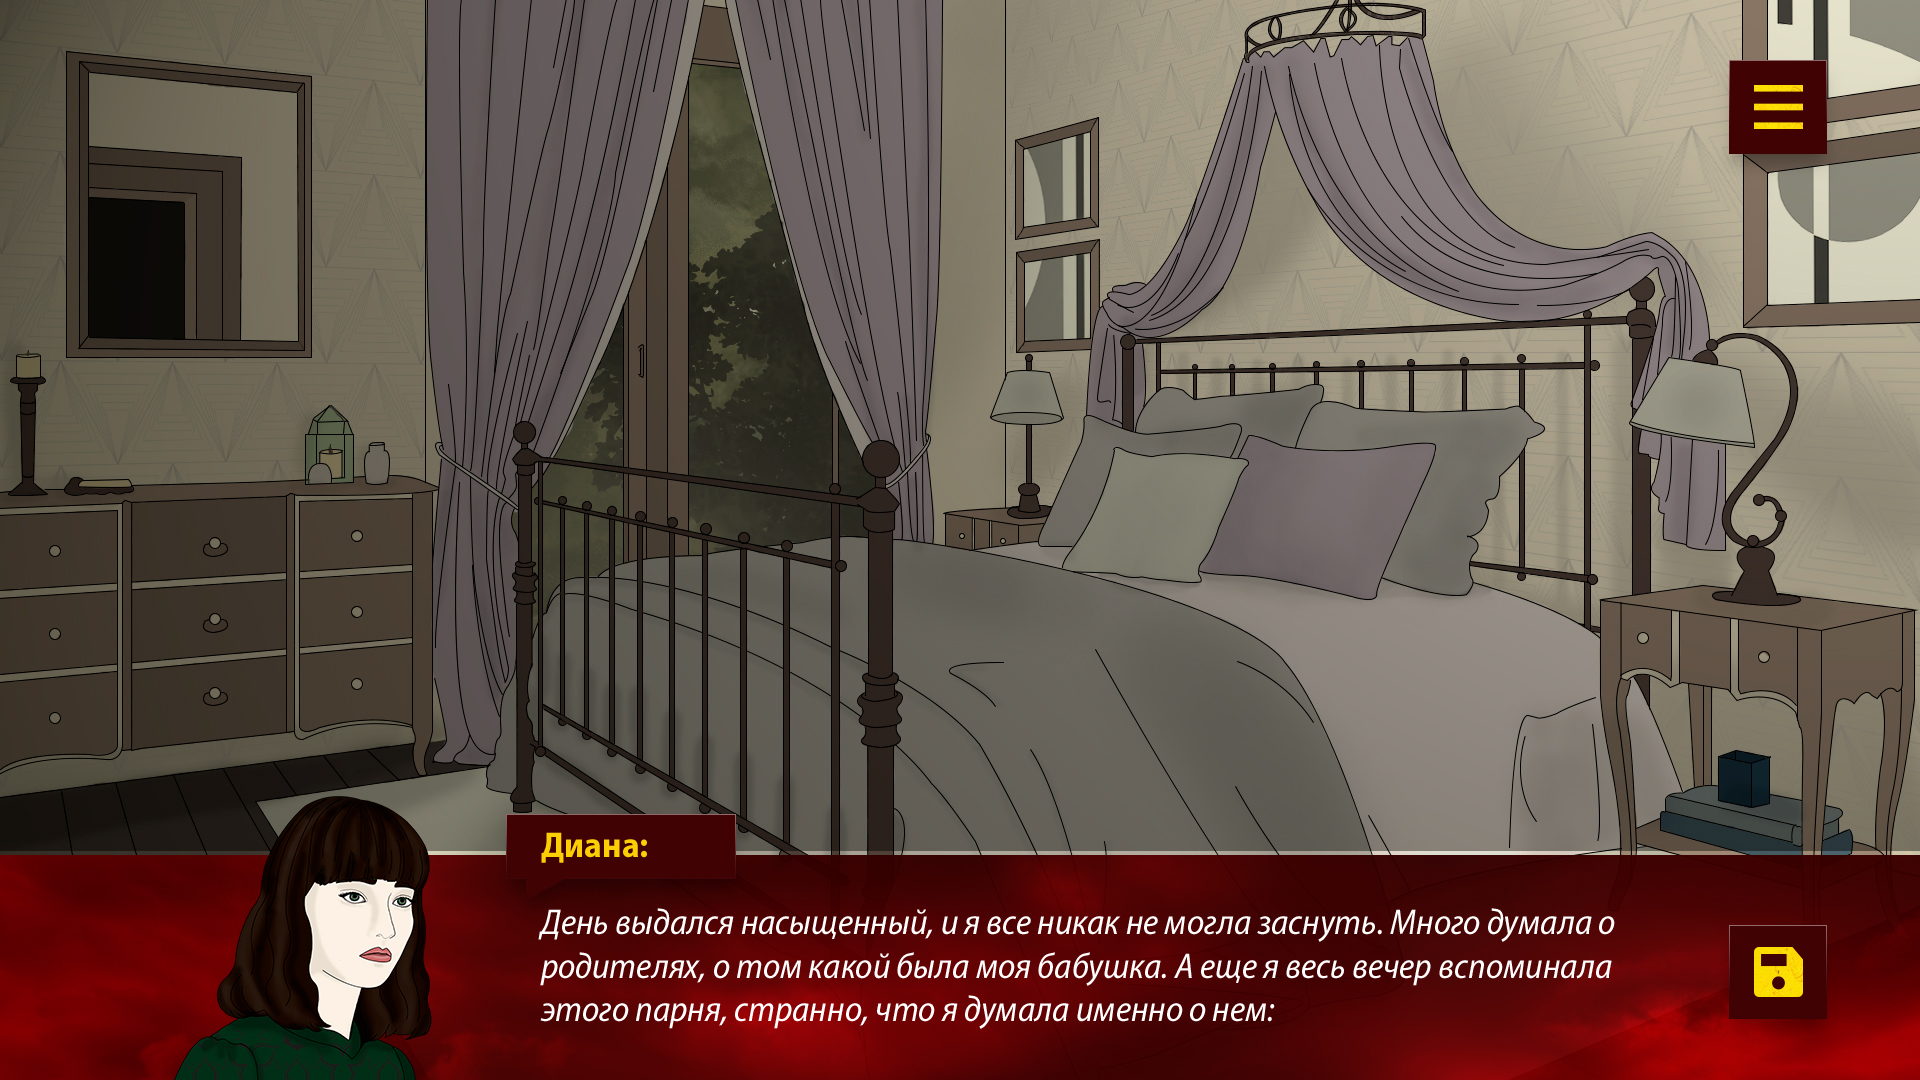 Диана:
День выдался насыщенный, и я все никак не могла заснуть. Много думала о
родителях, о том какой была моя бабушка. А еще я весь вечер вспоминала
этого парня, странно, что я думала именно о нем: